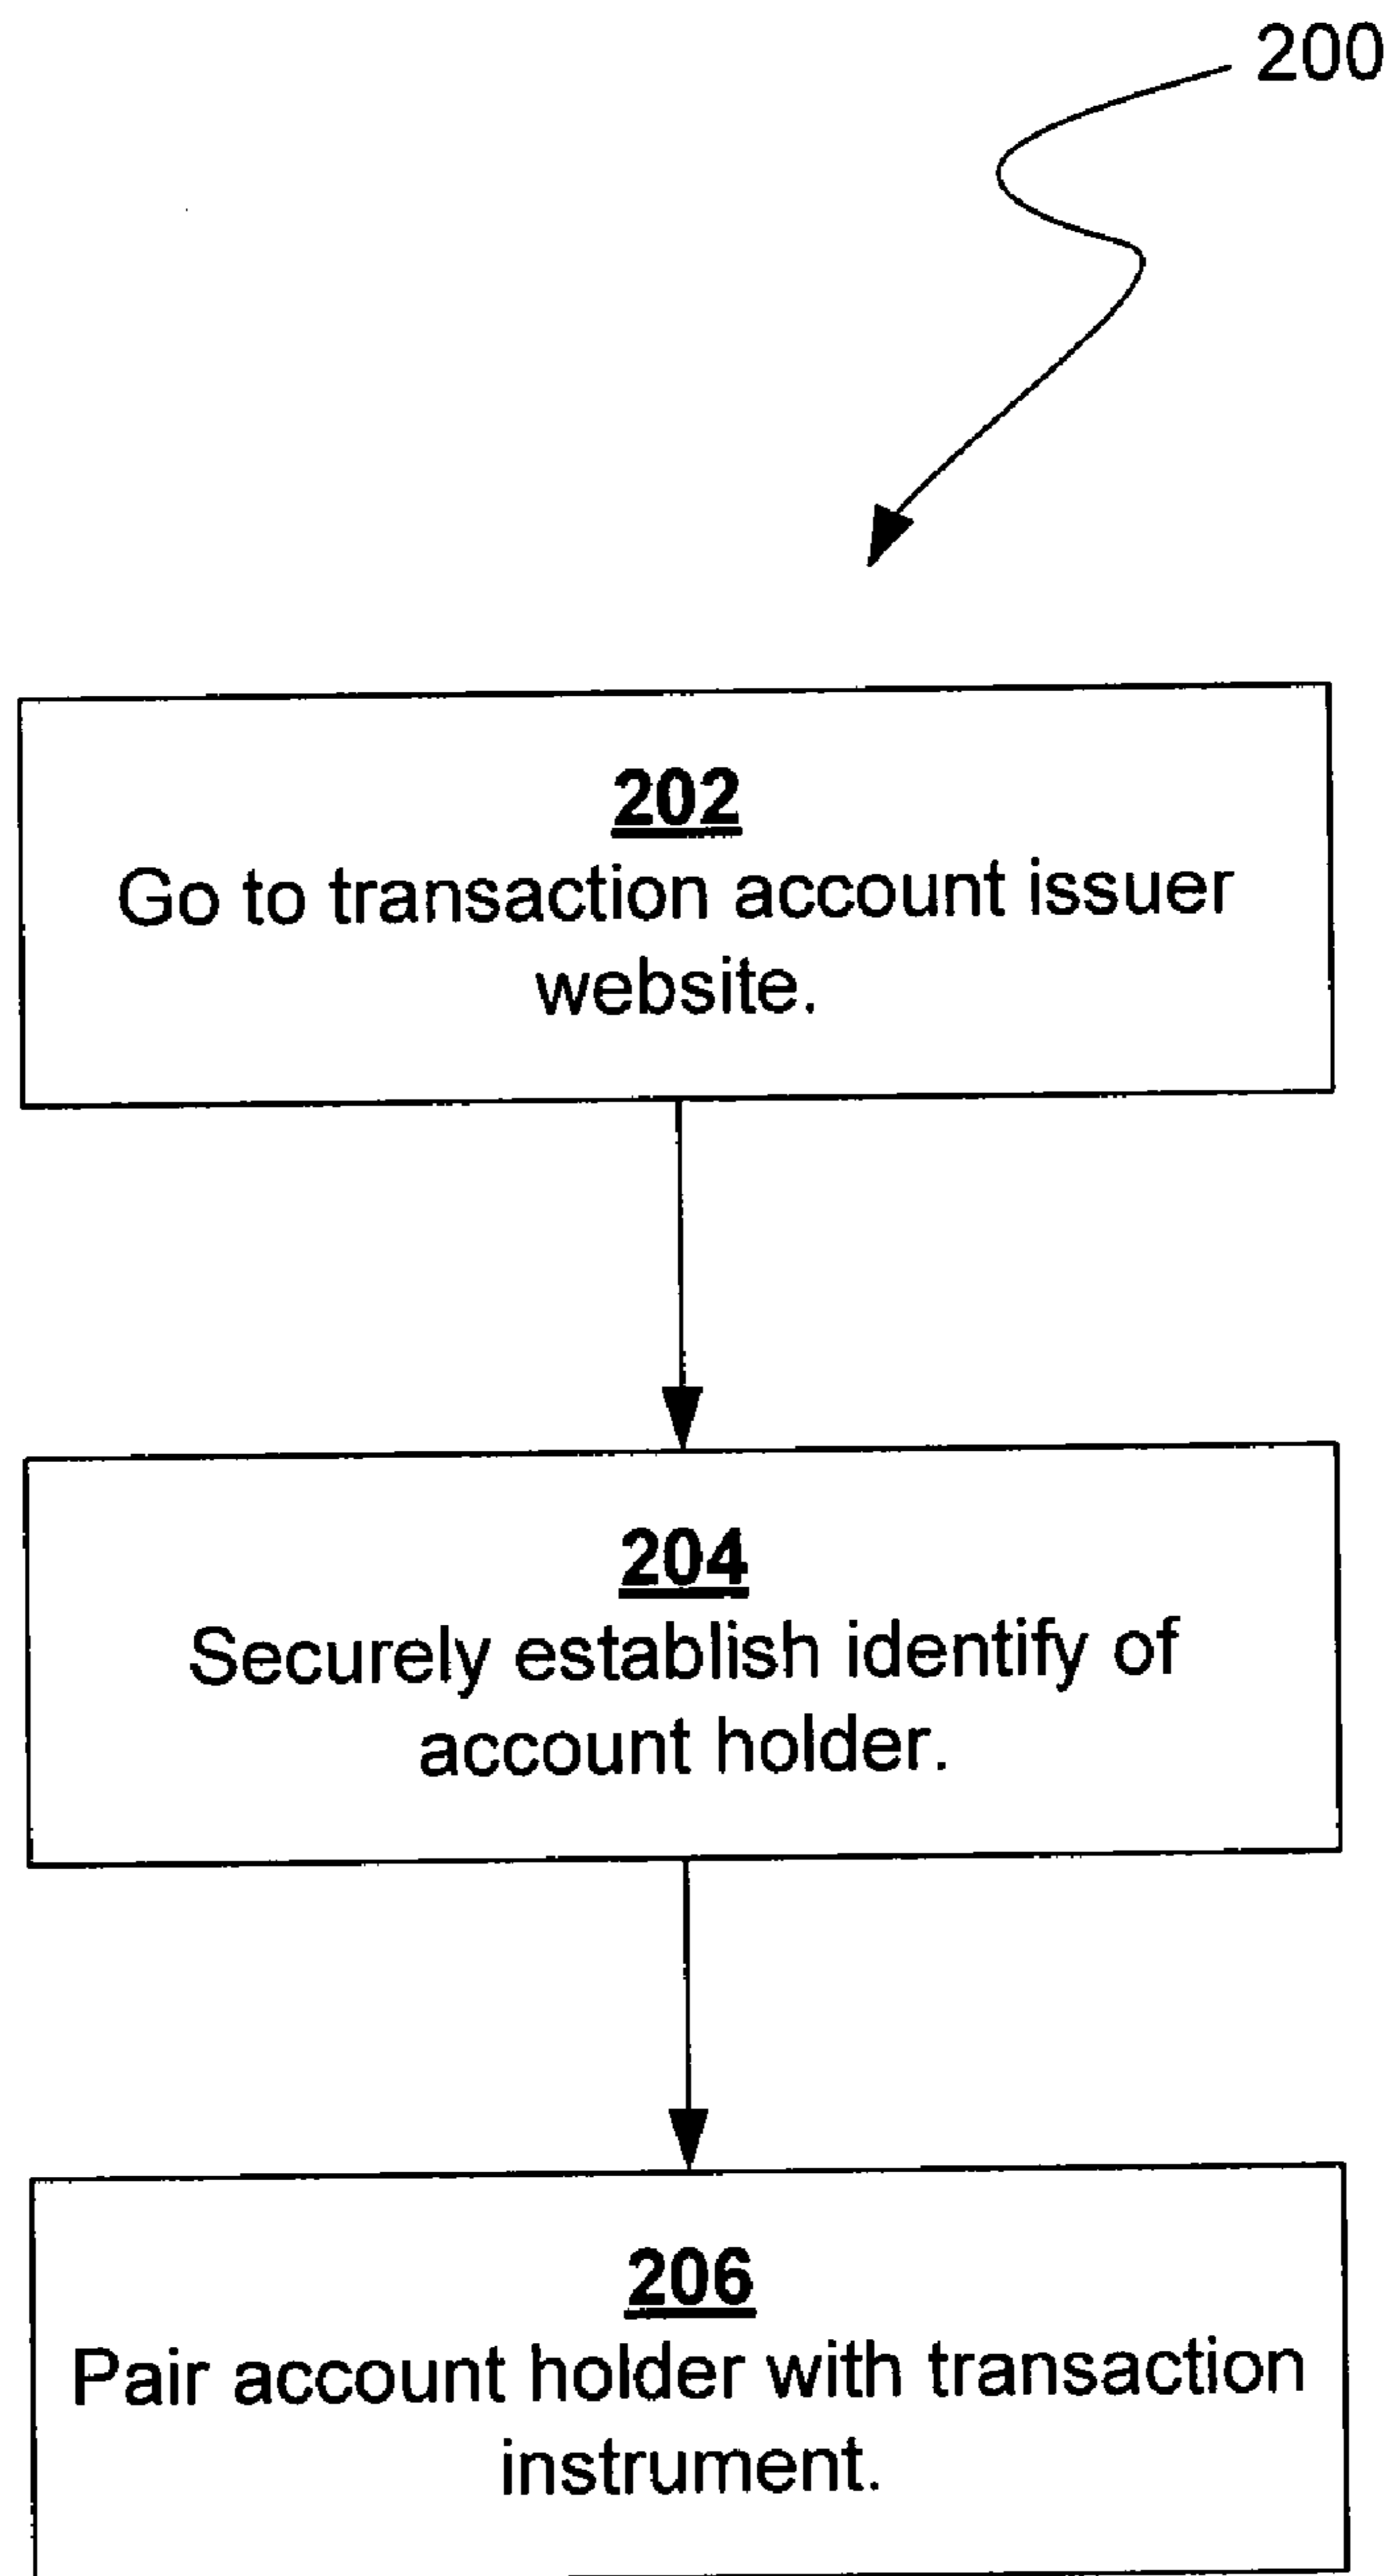 200
202
Go to transaction account issuer
website.
204
Securely establish identify of
account holder.
206
Pair account holder with transaction
instrument.